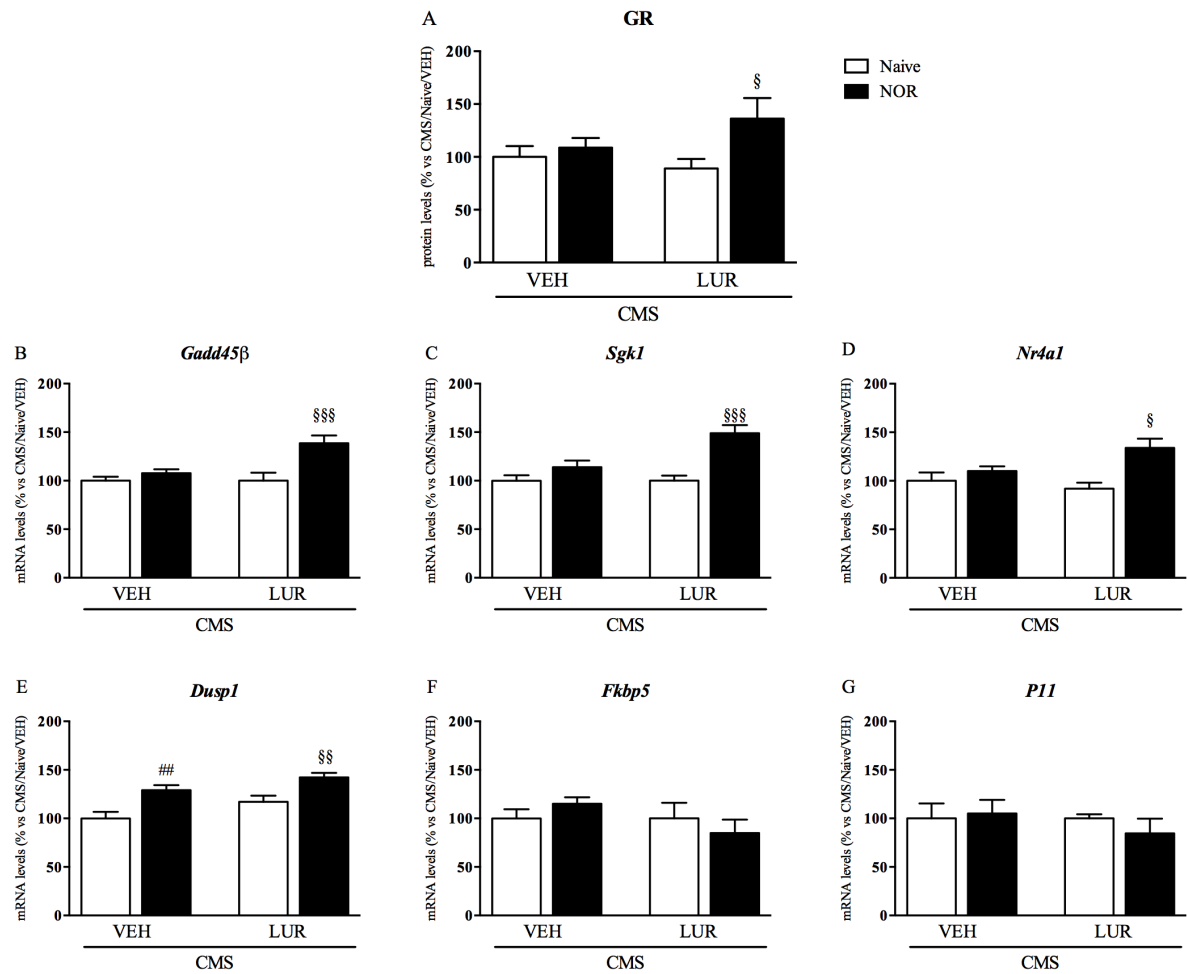 A
GR
protein levels (% vs CMS/Naive/VEH)
200
150
100
50
0
§
VEH
LUR
CMS
Naive
NOR
B
Gadd45β
mRNA levels (% vs CMS/Naive/VEH)
200
150
100
50
0
§§§
VEH
LUR
CMS
C
Sgk1
mRNA levels (% vs CMS/Naive/VEH)
200
150
100
50
0
§§§
VEH
LUR
CMS
D
Nr4a1
mRNA levels (% vs CMS/Naive/VEH)
200
150
100
50
0
§
VEH
LUR
CMS
E
Dusp1
mRNA levels (% vs CMS/Naive/VEH)
200
150
100
50
0
##
§§
VEH
LUR
CMS
F
Fkbp5
mRNA levels (% vs CMS/Naive/VEH)
200
150
100
50
0
VEH
LUR
CMS
G
P11
mRNA levels (% vs CMS/Naive/VEH)
200
150
100
50
0
VEH
LUR
CMS